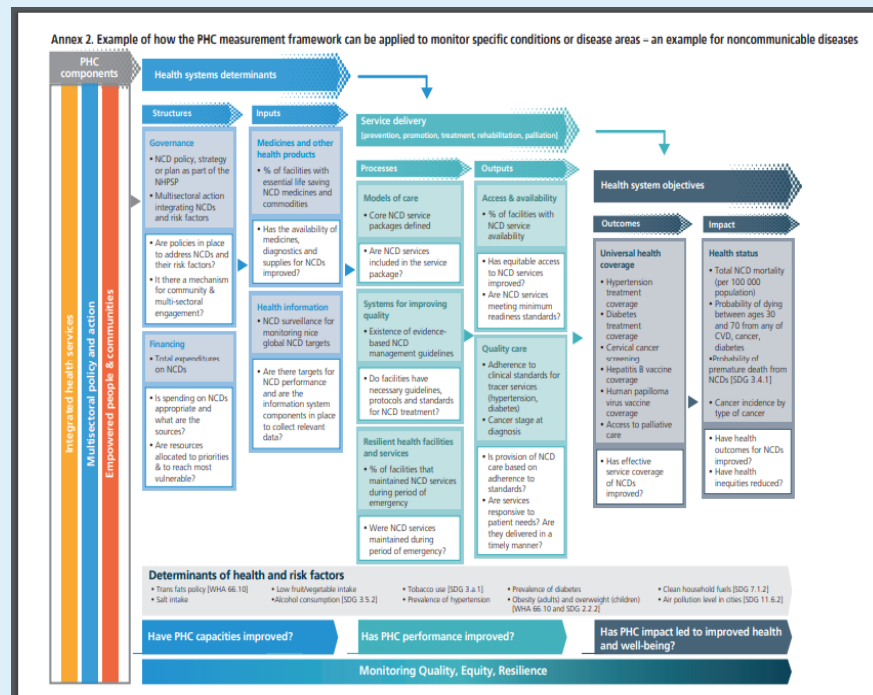 Annex 2. Example of how the PHC measurement framework can be applied to monitor specific conditions or disease areas – an example for noncommunicable diseases
PHC
components
Integrated health services
Multisectoral policy and action
Empowered people & communities
Health systems determinants
Structures
Governance
• NCD policy, strategy
or plan as part of the
NHPSP
• Multisectoral action
integrating NCDs
and risk factors
• Are policies in place
to address NCDs and
their risk factors?
• It there a mechanism
for community &
multi-sectoral
engagement?
Financing
• Total expenditures
on NCDs
• Is spending on NCDs
appropriate and
what are the
sources?
• Are resources
allocated to priorities
& to reach most
vulnerable?
Inputs
Medicines and other
health products
• % of facilities with
essential life saving
NCD medicines and
commodities
• Has the availability of
medicines,
diagnostics and
supplies for NCDs
improved?
Health information
• NCD surveillance for
monitoring nice
global NCD targets
• Are there targets for
NCD performance
and are the
information system
components in place
to collect relevant
data?
Service delivery
[prevention, promotion, treatment, rehabilitation, palliation]
Processes
Models of care
• Core NCD service
packages defined
• Are NCD services
included in the service
package?
Systems for improving
quality
• Existence of evidence-
based NCD
management guidelines
• Do facilities have
necessary guidelines,
protocols and standards
for NCD treatment?
Resilient health facilities
and services
• % of facilities that
maintained NCD services
during period of
emergency
• Were NCD services
maintained during
period of emergency?
Outputs
Access & availability
• % of facilities with
NCD service
availability
• Has equitable access
to NCD services
improved?
• Are NCD services
meeting minimum
readiness standards?
Quality care
• Adherence to
clinical standards for
tracer services
(hypertension,
diabetes)
• Cancer stage at
diagnosis
• Is provision of NCD
care based on
adherence to
standards?
• Are services
responsive to
patient needs? Are
they delivered in a
timely manner?
Health system objectives
Outcomes
Universal health
coverage
• Hypertension
treatment
coverage
• Diabetes
treatment
coverage
• Cervical cancer
screening
• Hepatitis B vaccine
coverage
• Human papilloma
virus vaccine
coverage
• Access to palliative
care
• Has effective
service coverage
of NCDs
improved?
Impact
Health status
• Total NCD mortality
(per 100 000
population)
• Probability of dying
between ages 30
and 70 from any of
CVD, cancer,
diabetes
• Probability of
premature death from
NCDs [SDG 3.4.1]
• Cancer incidence by
type of cancer
• Have health
outcomes for NCDs
improved?
• Have health
inequities reduced?
Determinants of health and risk factors
• Trans fats policy [WHA 66.10]
• Salt intake
• Low fruit/vegetable intake
• Alcohol consumption [SDG 3.5.2]
• Tobacco use [SDG 3.a.1]
• Prevalence of hypertension
• Prevalence of diabetes
• Obesity (adults) and overweight (children)
[WHA 66.10 and SDG 2.2.2]
• Clean household fuels [SDG 7.1.2]
• Air pollution level in cities [SDG 11.6.2]
Have PHC capacities improved?
Has PHC performance improved?
Has PHC impact led to improved health
and well-being?
Monitoring Quality, Equity, Resilience